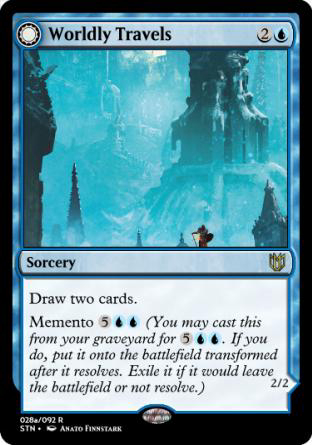 Worldly Travels 2
Sorcery
Draw two cards.
Memento 5 (You may cast this
from your graveyard for 5. If you
do, put it onto the battlefield transformed
after it resolves. Exile it if it would leave
the battlefield or not resolve.)
2/2
028a/092 R
STN • Anato Finnstark